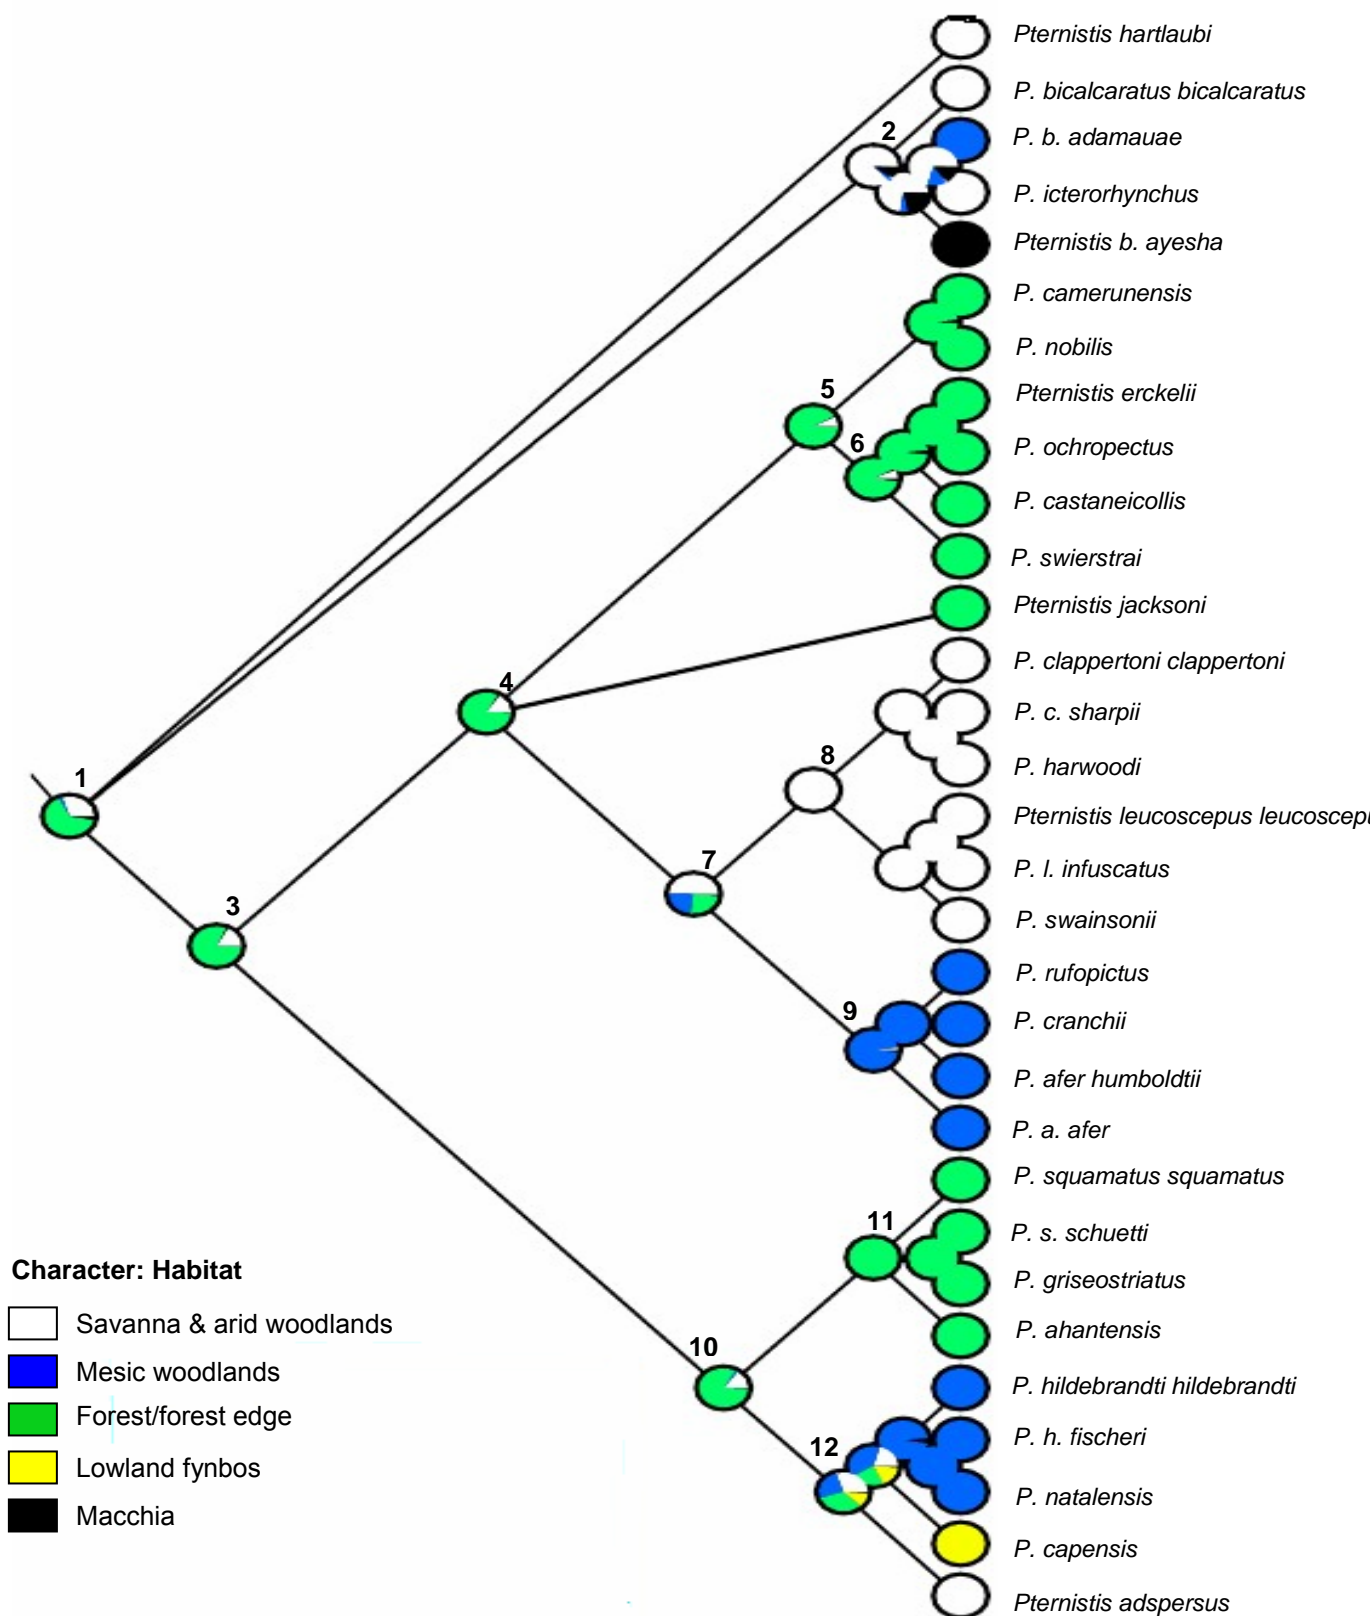 Pternistis hartlaubi
P. bicalcaratus bicalcaratus
2
P. b. adamauae
P. icterorhynchus
Pternistis b. ayesha
P. camerunensis
P. nobilis
5
Pternistis erckelii
6
P. ochropectus
P. castaneicollis
P. swierstrai
Pternistis jacksoni
P. clappertoni clappertoni
4
P. c. sharpii
8
P. harwoodi
1
Pternistis leucoscepus leucoscepu
7
P. l. infuscatus
3
P. swainsonii
P. rufopictus
9
P. cranchii
P. afer humboldtii
P. a. afer
P. squamatus squamatus
11
P. s. schuetti
P. griseostriatus
P. ahantensis
10
P. hildebrandti hildebrandti
12
P. h. fischeri
P. natalensis
P. capensis
Pternistis adspersus
Character: Habitat
Savanna & arid woodlands
Mesic woodlands
Forest/forest edge
Lowland fynbos
Macchia